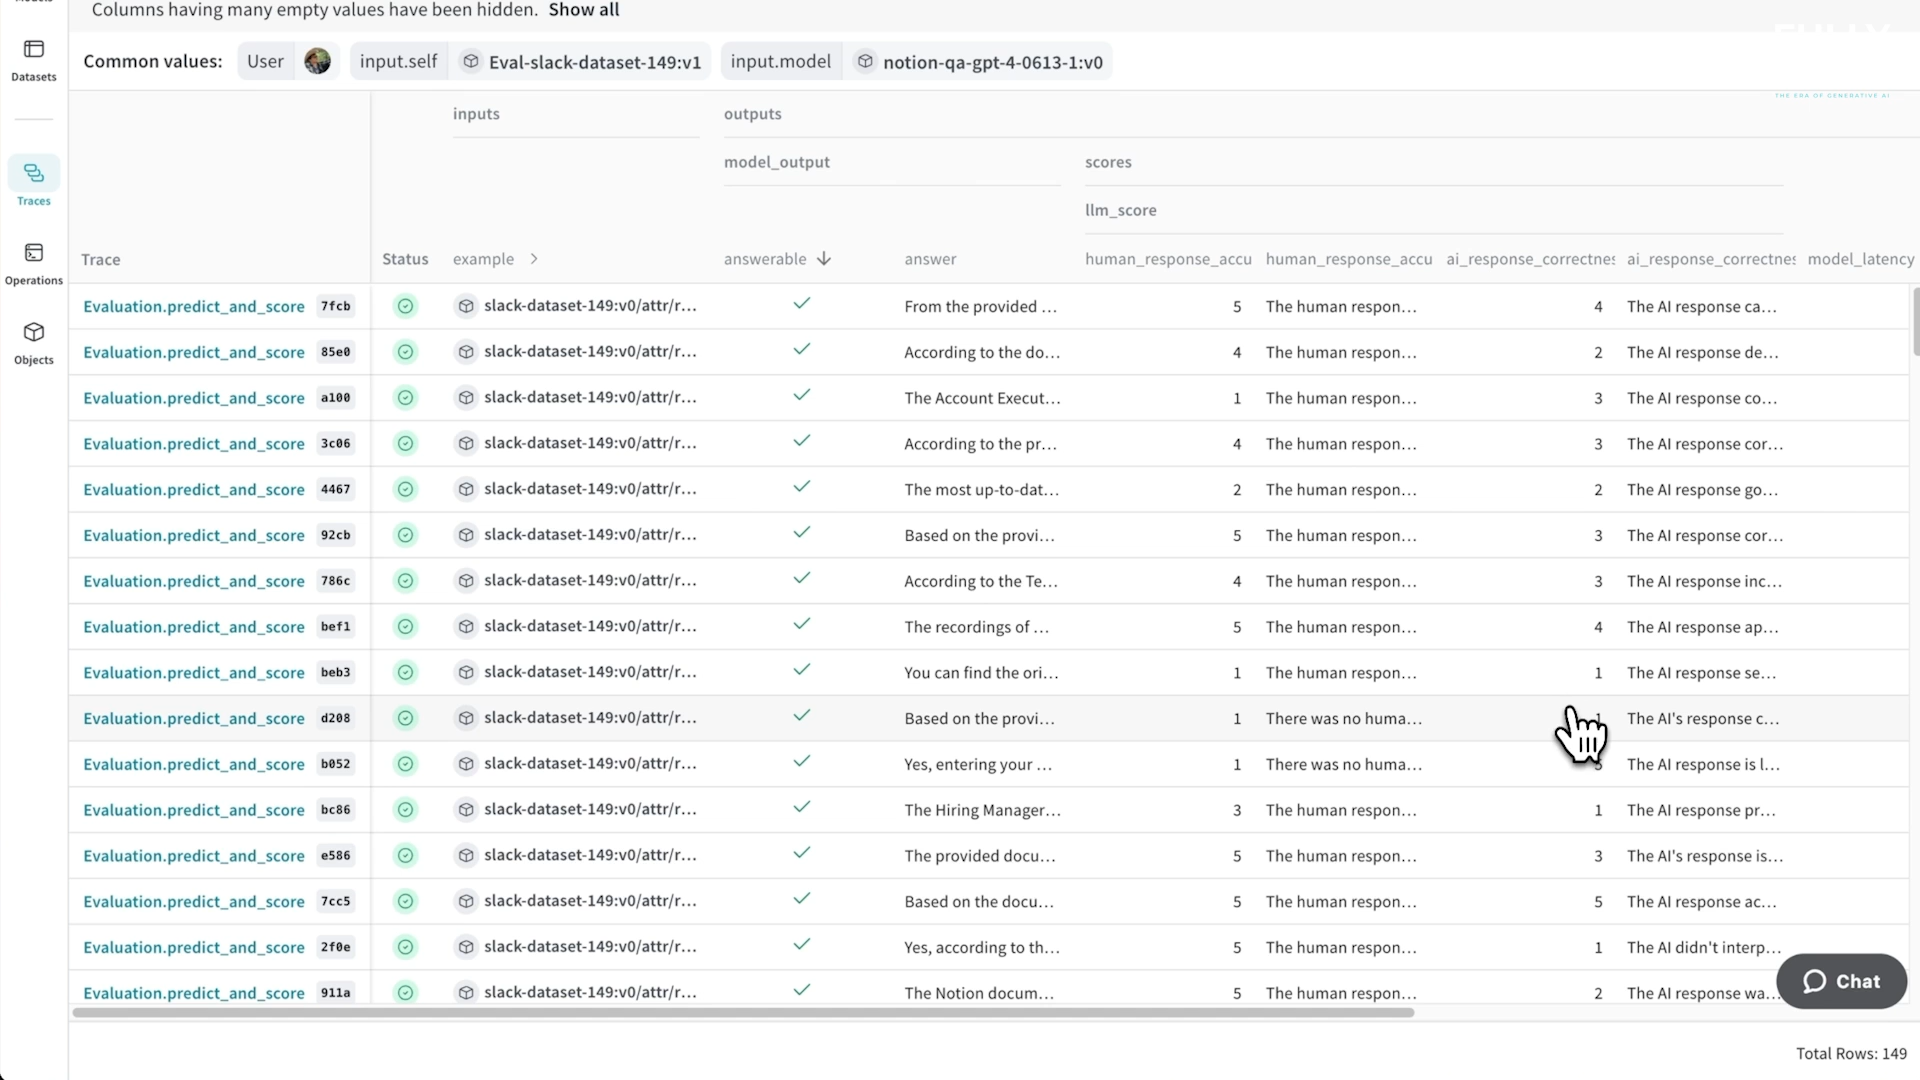 Columns having many empty values have been hidden. Show all
Datasets
Common values: User input.self Eval-slack-dataset-149:v1 input.model notion-qa-gpt-4-0613-1:v0
THE ERA OF GENERATIVE AI
inputs outputs
model_output scores
Traces
llm_score
Operations
Trace Status example answerable answer human_response_accu human_response_accu ai_response_correctnes ai_response_correctnes model_latency
Evaluation.predict_and_score 7fcb slack-dataset-149:v0/attr/r... From the provided ... 5 The human respon... 4 The AI response ca...
Objects
Evaluation.predict_and_score 85e0 slack-dataset-149:v0/attr/r... According to the do... 4 The human respon... 2 The AI response de...
Evaluation.predict_and_score a100 slack-dataset-149:v0/attr/r... The Account Execut... 1 The human respon... 3 The AI response co...
Evaluation.predict_and_score 3c06 slack-dataset-149:v0/attr/r... According to the pr... 4 The human respon... 3 The AI response cor...
Evaluation.predict_and_score 4467 slack-dataset-149:v0/attr/r... The most up-to-dat... 2 The human respon... 2 The AI response go...
Evaluation.predict_and_score 92cb slack-dataset-149:v0/attr/r... Based on the provi... 5 The human respon... 3 The AI response cor...
Evaluation.predict_and_score 786c slack-dataset-149:v0/attr/r... According to the Te... 4 The human respon... 3 The AI response inc...
Evaluation.predict_and_score bef1 slack-dataset-149:v0/attr/r... The recordings of ... 5 The human respon... 4 The AI response ap...
Evaluation.predict_and_score beb3 slack-dataset-149:v0/attr/r... You can find the ori... 1 The human respon... 1 The AI response se...
Evaluation.predict_and_score d208 slack-dataset-149:v0/attr/r... Based on the provi... 1 There was no huma... 1 The AI's response c...
Evaluation.predict_and_score b052 slack-dataset-149:v0/attr/r... Yes, entering your ... 1 There was no huma... The AI response is l...
Evaluation.predict_and_score bc86 slack-dataset-149:v0/attr/r... The Hiring Manager... 3 The human respon... 1 The AI response pr...
Evaluation.predict_and_score e586 slack-dataset-149:v0/attr/r... The provided docu... 5 The human respon... 3 The AI's response is...
Evaluation.predict_and_score 7cc5 slack-dataset-149:v0/attr/r... Based on the docu... 5 The human respon... 5 The AI response ac...
Evaluation.predict_and_score 2f0e slack-dataset-149:v0/attr/r... Yes, according to th... 5 The human respon... 1 The AI didn't interp...
Evaluation.predict_and_score 911a slack-dataset-149:v0/attr/r... The Notion docum... 5 The human respon... 2 The AI response wa...
Chat
Total Rows: 149